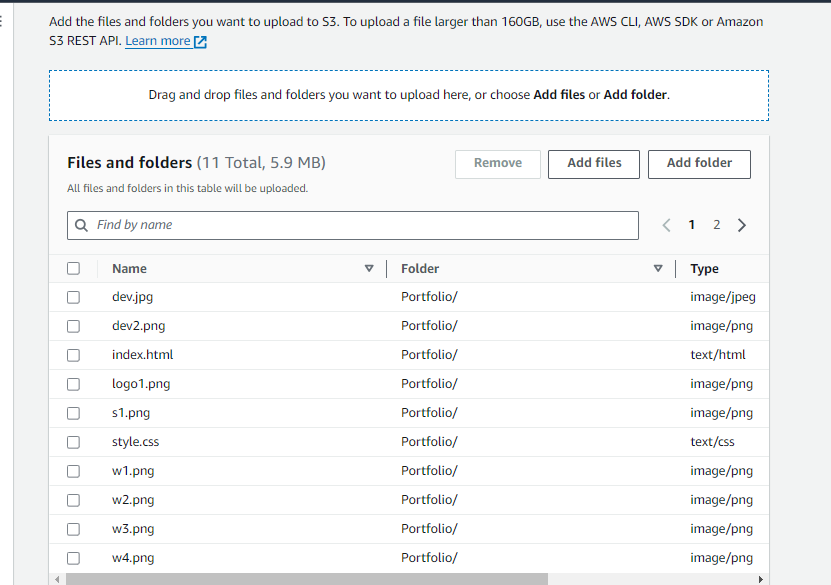 Add the files and folders you want to upload to S3. To upload a file larger than 160GB, use the AWS CLI, AWS SDK or Amazon
S3 REST API. Learn more
Drag and drop files and folders you want to upload here, or choose Add files or Add folder.
Files and folders (11 Total, 5.9 MB)
Remove
Add files
Add folder
All files and folders in this table will be uploaded.
Find by name
1 2
Name Folder Type
dev.jpg Portfolio/ image/jpeg
dev2.png Portfolio/ image/png
index.html Portfolio/ text/html
logo1.png Portfolio/ image/png
s1.png Portfolio/ image/png
style.css Portfolio/ text/css
w1.png Portfolio/ image/png
w2.png Portfolio/ image/png
w3.png Portfolio/ image/png
w4.png Portfolio/ image/png